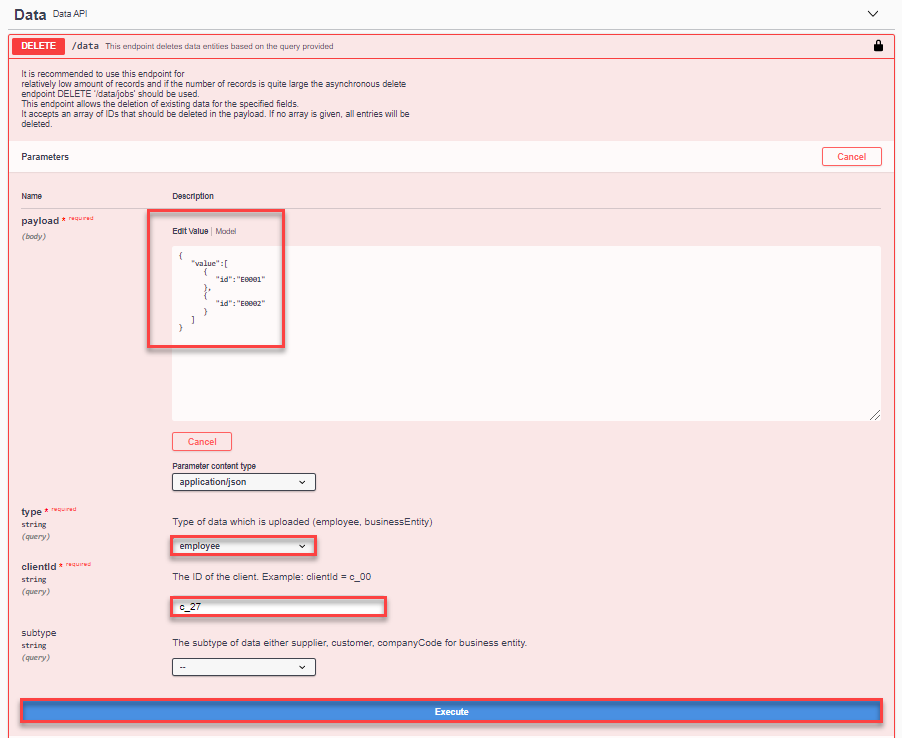 Data Data API
DELETE /data This endpoint deletes data entities based on the query provided
It is recommended to use this endpoint for
relatively low amount of records and if the number of records is quite large the asynchronous delete
endpoint DELETE '/data/jobs' should be used.
This endpoint allows the deletion of existing data for the specified fields.
It accepts an array of IDs that should be deleted in the payload. If no array is given, all entries will be
deleted.
Parameters Cancel
Name Description
payload * required
(body)
Edit Value | Model
{
"value":[
{
"id":"E0001"
},
{
"id":"E0002"
}
]
}
Cancel
Parameter content type
application/json
type * required
string
(query)
Type of data which is uploaded (employee, businessEntity)
employee
clientId * required
string
(query)
The ID of the client. Example: clientId = c_00
c_27
subtype
string
(query)
The subtype of data either supplier, customer, companyCode for business entity.
--
Execute